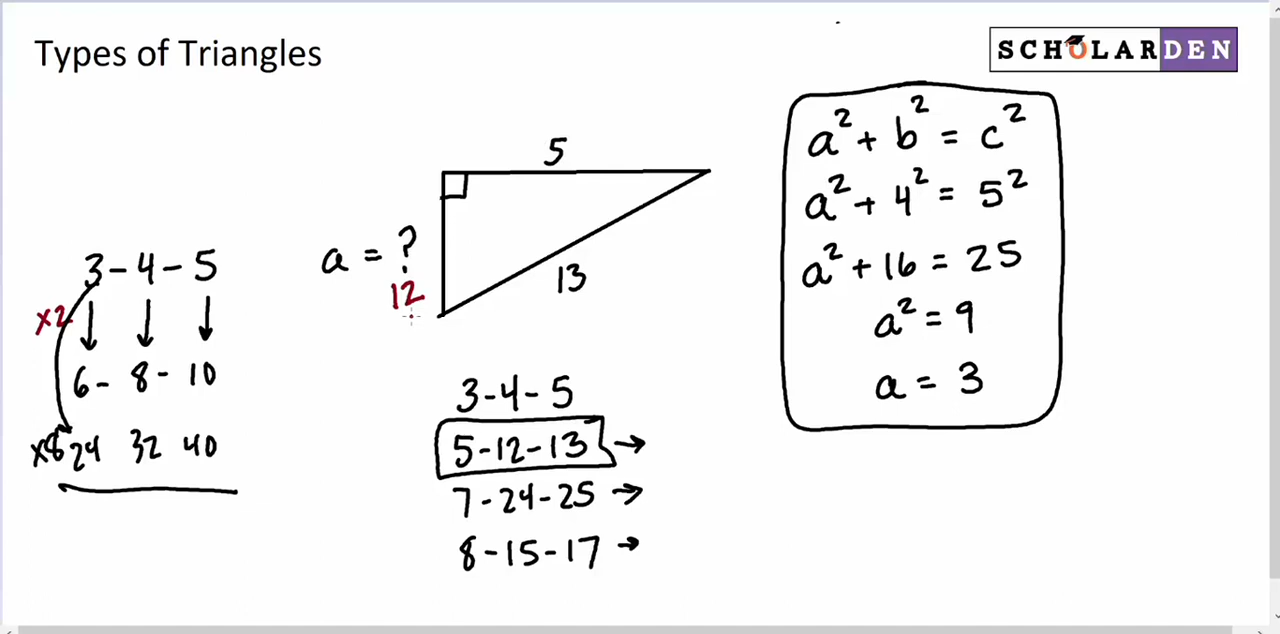 Types of Triangles
SCHOLARDEN
5
a = ?
12
13
3-4-5
×2
6-8-10
×8 24 32 40
3-4-5
5-12-13 →
7-24-25 →
8-15-17 →
a² + b² = c²
a² + 4² = 5²
a² + 16 = 25
a² = 9
a = 3